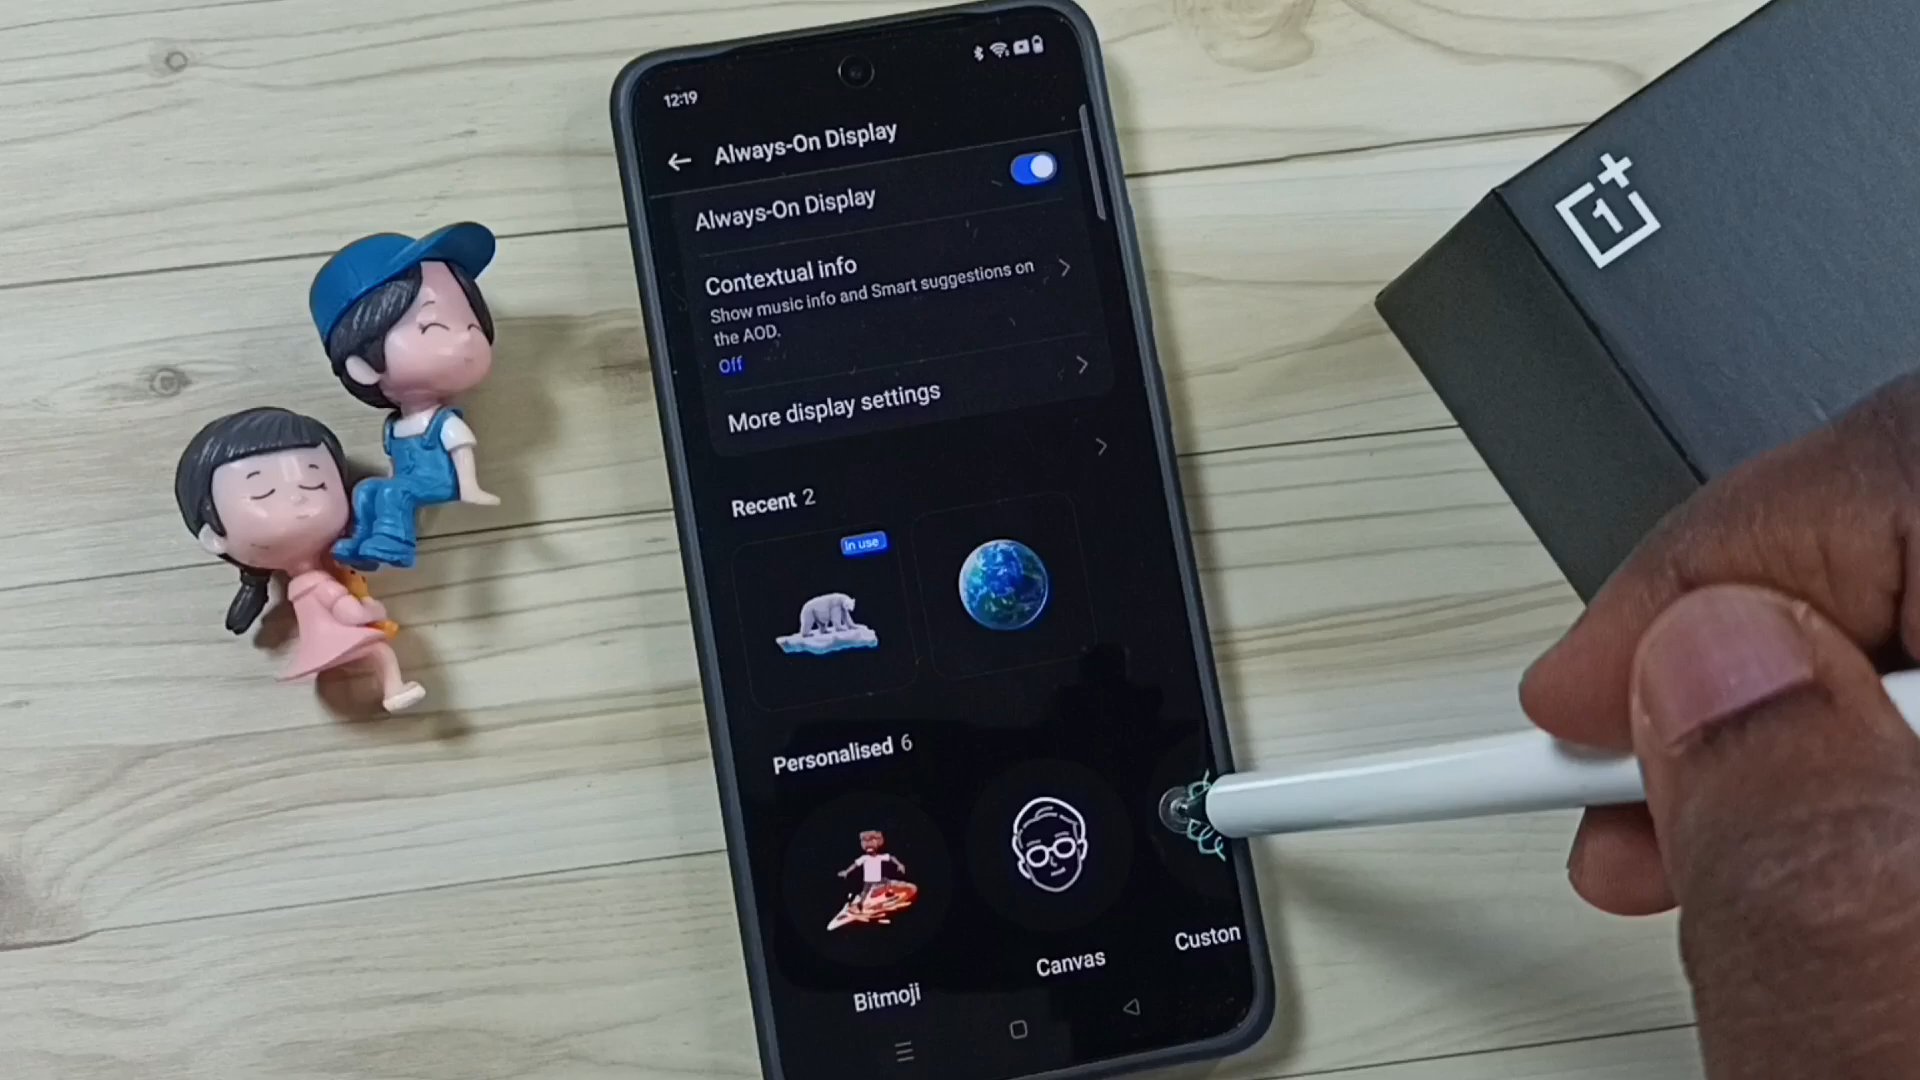 12:19
Always-On Display
Always-On Display
Contextual info
Show music info and Smart suggestions on
the AOD.
Off
More display settings
Recent 2
In use
Personalised 6
Bitmoji
Canvas
Custon
1+